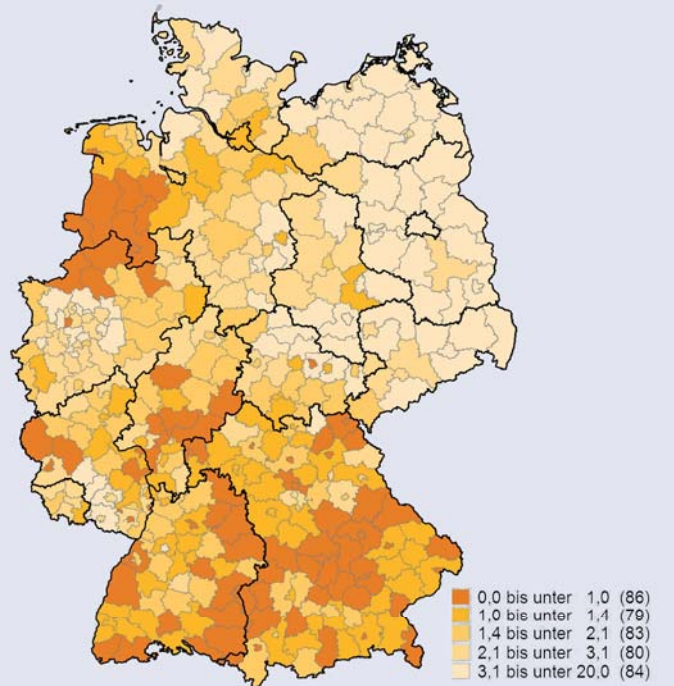 0,0 bis unter 1,0 (86)
1,0 bis unter 1,4 (79)
1,4 bis unter 2,1 (83)
2,1 bis unter 3,1 (80)
3,1 bis unter 20,0 (84)